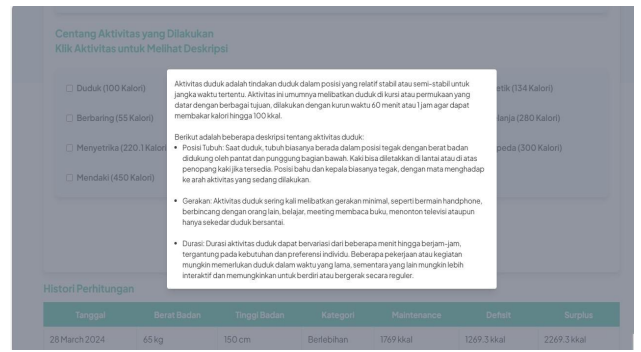 Centang Aktivitas yang Dilakukan
Klik Aktivitas untuk Melihat Deskripsi
Aktivitas duduk adalah tindakan duduk dalam posisi yang relatif stabil atau semi-stabil untuk
jangka waktu tertentu. Aktivitas ini umumnya melibatkan duduk di kursi atau permukaan yang
datar dengan berbagai tujuan, dilakukan dengan kurun waktu 60 menit atau 1 jam agar dapat
membakar kalori hingga 100 kkal.
Berikut adalah beberapa deskripsi tentang aktivitas duduk:
• Posisi Tubuh: Saat duduk, tubuh biasanya berada dalam posisi tegak dengan berat badan
didukung oleh pantat dan punggung bagian bawah. Kaki bisa diletakkan di lantai atau di atas
penopang kaki jika tersedia. Posisi bahu dan kepala biasanya tegak, dengan mata menghadap
ke arah aktivitas yang sedang dilakukan.
• Gerakan: Aktivitas duduk sering kali melibatkan gerakan minimal, seperti bermain handphone,
berbincang dengan orang lain, belajar, meeting membaca buku, menonton televisi ataupun
hanya sekedar duduk bersantai.
• Durasi: Durasi aktivitas duduk dapat bervariasi dari beberapa menit hingga berjam-jam,
tergantung pada kebutuhan dan preferensi individu. Beberapa pekerjaan atau kegiatan
mungkin memerlukan duduk dalam waktu yang lama, sementara yang lain mungkin lebih
interaktif dan memungkinkan untuk berdiri atau bergerak secara reguler.
Duduk (100 Kalori)
Berbaring (55 Kalori)
Menyetrika (220.1 Kalori
Mendaki (450 Kalori)
etik (134 Kalori)
lanja (280 Kalori)
peda (300 Kalori)
Histori Perhitungan
Tanggal Berat Badan Tinggi Badan Kategori Maintenance Defisit Surplus
28 March 2024 65 kg 150 cm Berlebihan 1769 kkal 1269.3 kkal 2269.3 kkal